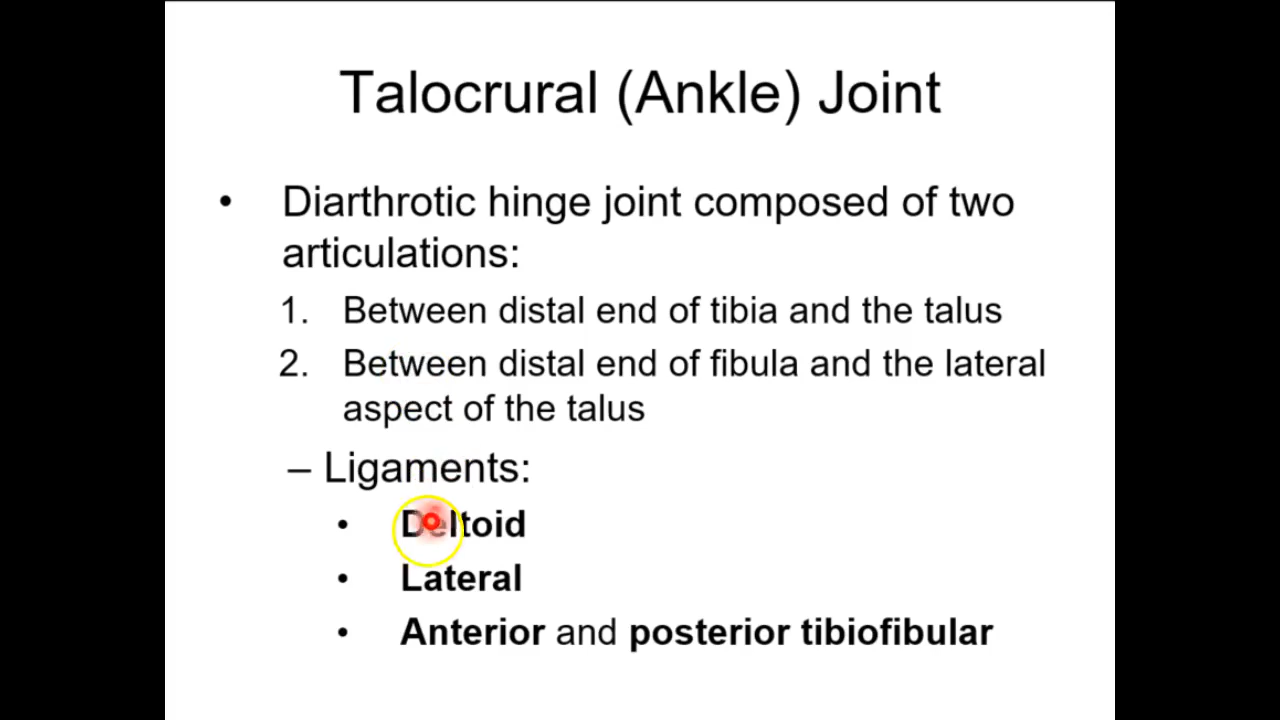 Talocrural (Ankle) Joint
• Diarthrotic hinge joint composed of two
articulations:
1. Between distal end of tibia and the talus
2. Between distal end of fibula and the lateral
aspect of the talus
– Ligaments:
• Deltoid
• Lateral
• Anterior and posterior tibiofibular